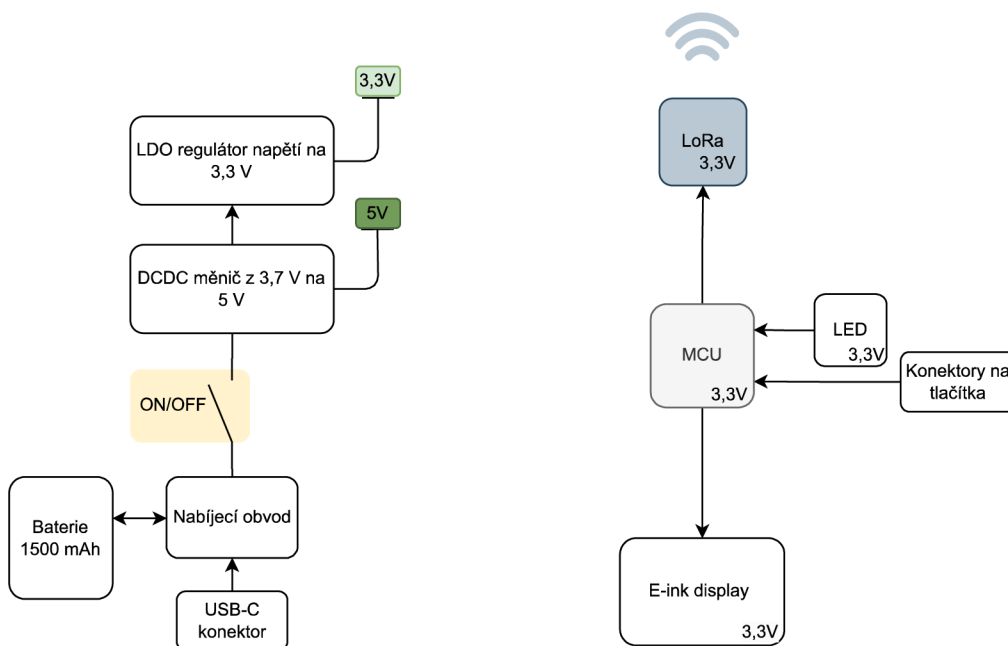 3,3V
LDO regulátor napětí na
3,3 V
5V
DCDC měnič z 3,7 V na
5 V
ON/OFF
Baterie
1500 mAh
Nabíjecí obvod
USB-C
konektor
LoRa
3,3V
MCU
3,3V
LED
3,3V
Konektory na
tlačítka
E-ink display
3,3V